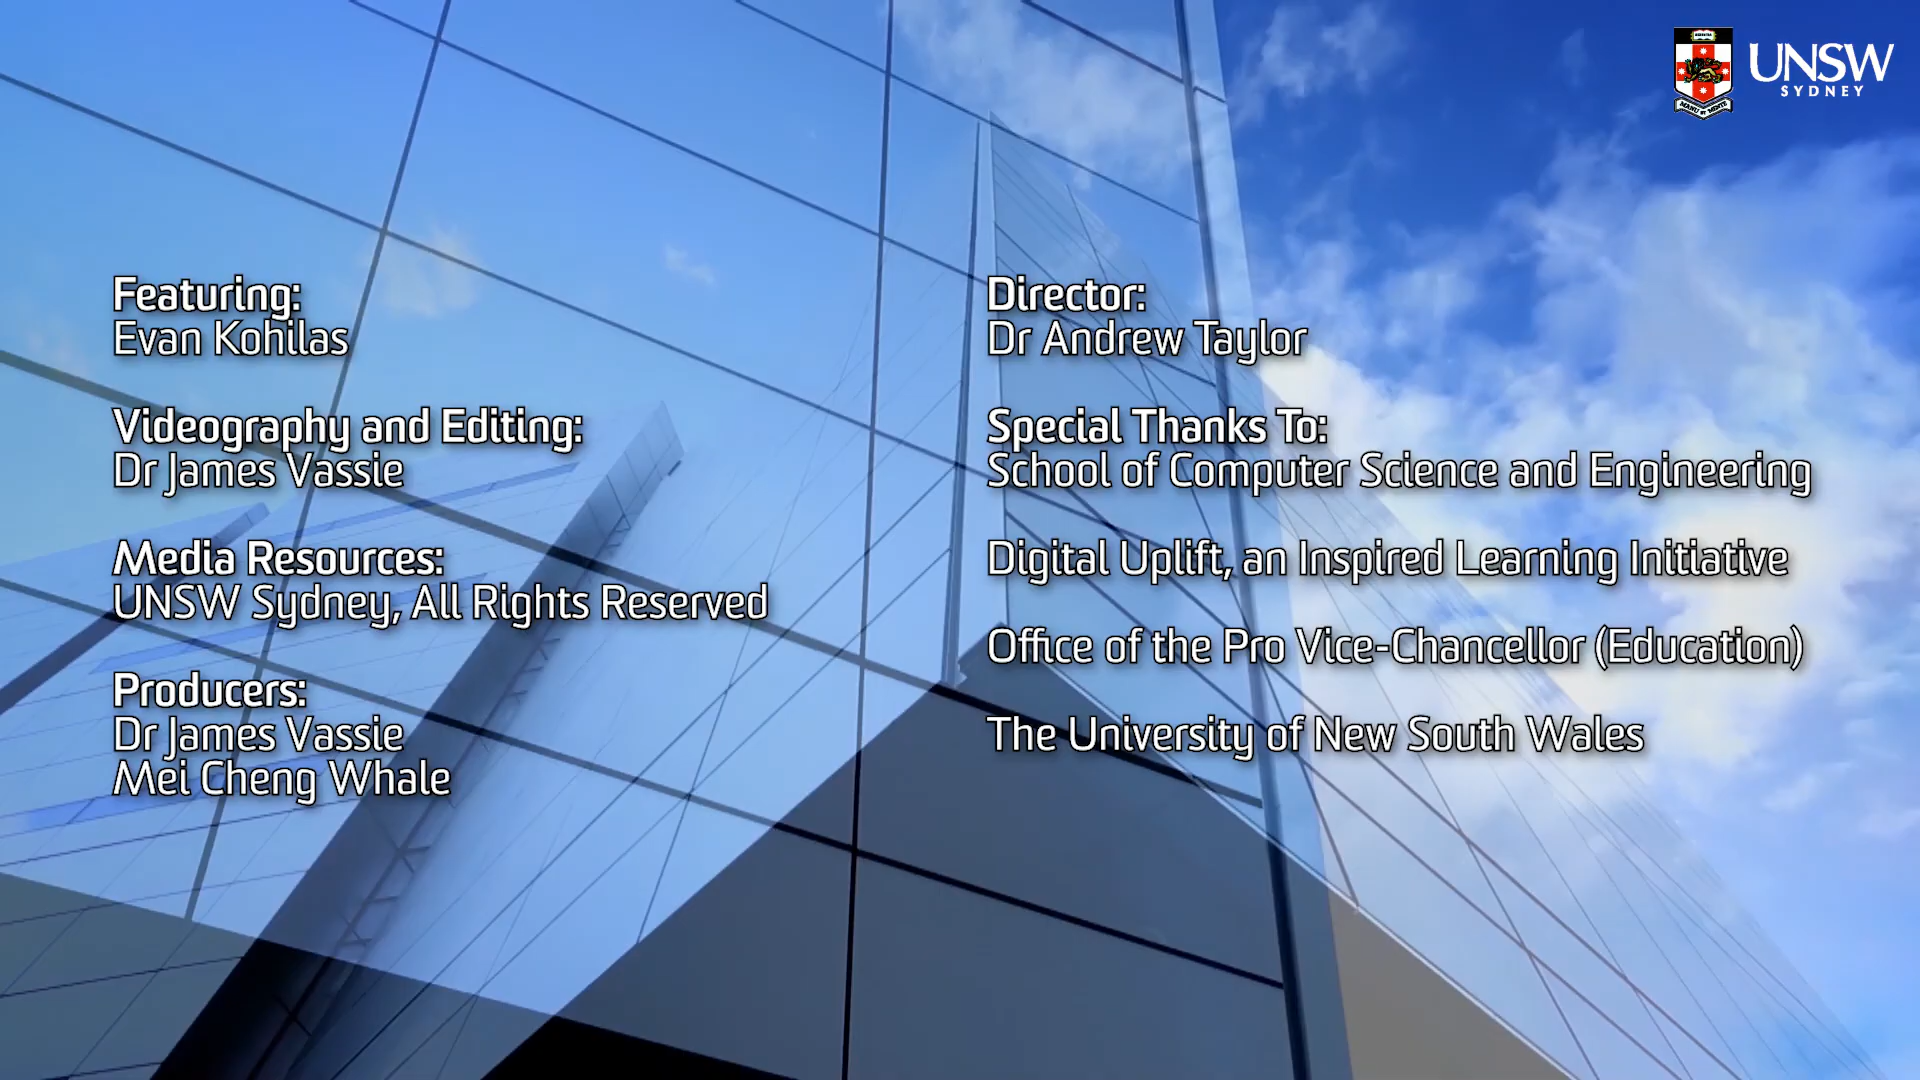 UNSW
SYDNEY
Featuring:
Evan Kohilas
Videography and Editing:
Dr James Vassie
Media Resources:
UNSW Sydney, All Rights Reserved
Producers:
Dr James Vassie
Mei Cheng Whale
Director:
Dr Andrew Taylor
Special Thanks To:
School of Computer Science and Engineering
Digital Uplift, an Inspired Learning Initiative
Office of the Pro Vice-Chancellor (Education)
The University of New South Wales